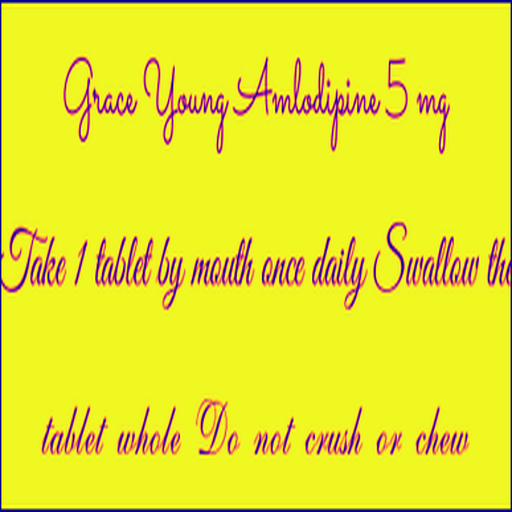 Grace Young Amlodipine 5 mg
Take 1 tablet by mouth once daily Swallow the
tablet whole Do not crush or chew